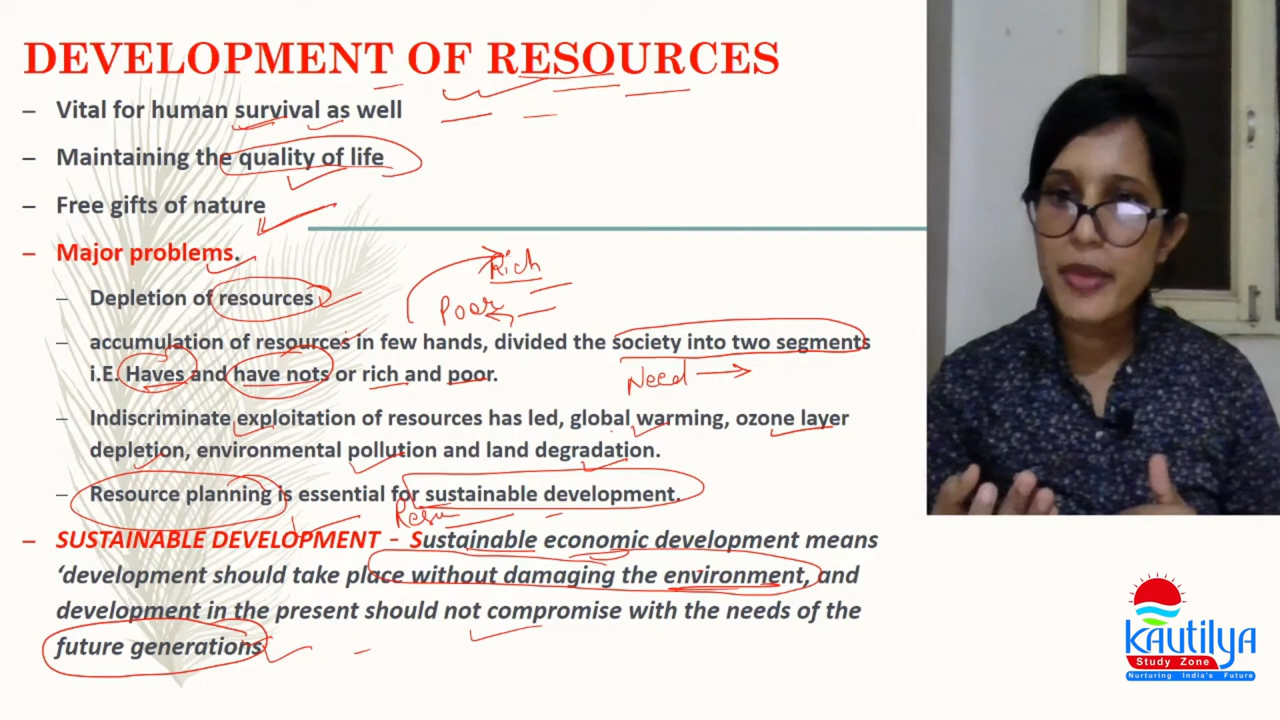 DEVELOPMENT OF RESOURCES
– Vital for human survival as well
– Maintaining the quality of life
– Free gifts of nature
– Major problems.
– Depletion of resources
Rich
Poor
– accumulation of resources in few hands, divided the society into two segments
i.E. Haves and have nots or rich and poor.
Need →
– Indiscriminate exploitation of resources has led, global warming, ozone layer
depletion, environmental pollution and land degradation.
– Resource planning is essential for sustainable development.
– SUSTAINABLE DEVELOPMENT - Sustainable economic development means
‘development should take place without damaging the environment, and
development in the present should not compromise with the needs of the
future generations
kautilya
Study Zone
Nurturing India's Future